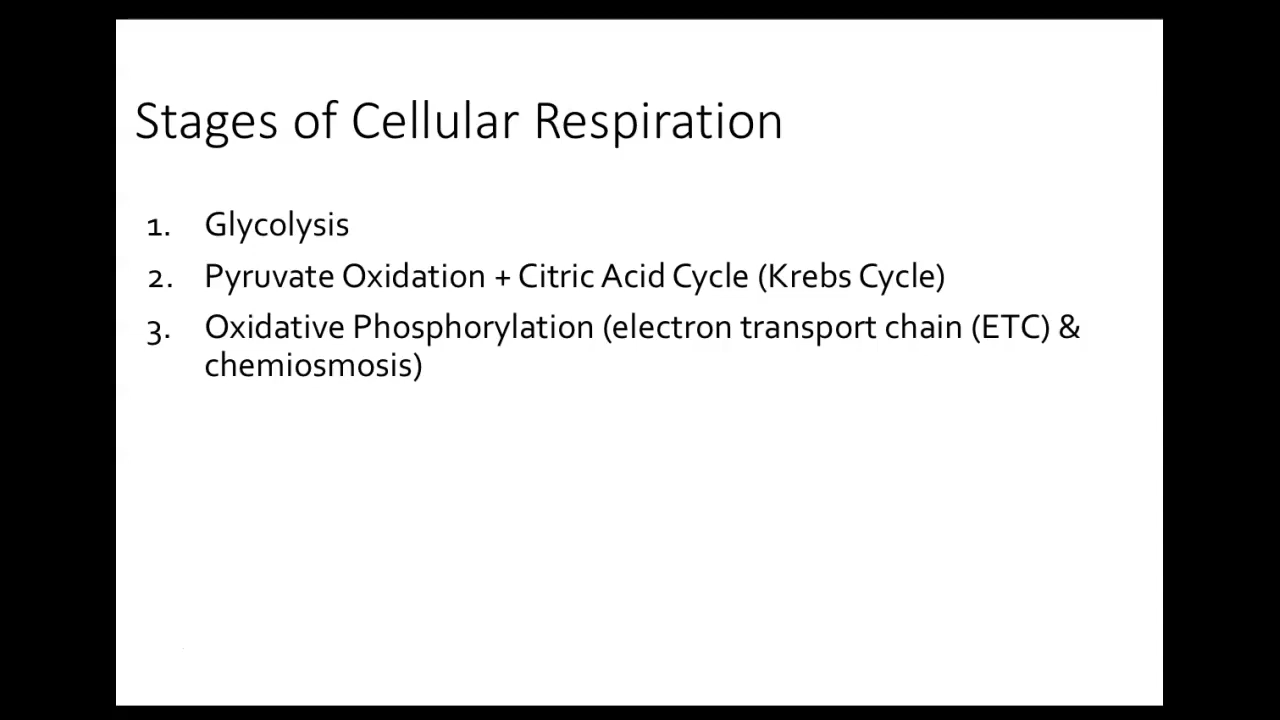 Stages of Cellular Respiration
1. Glycolysis
2. Pyruvate Oxidation + Citric Acid Cycle (Krebs Cycle)
3. Oxidative Phosphorylation (electron transport chain (ETC) &
chemiosmosis)